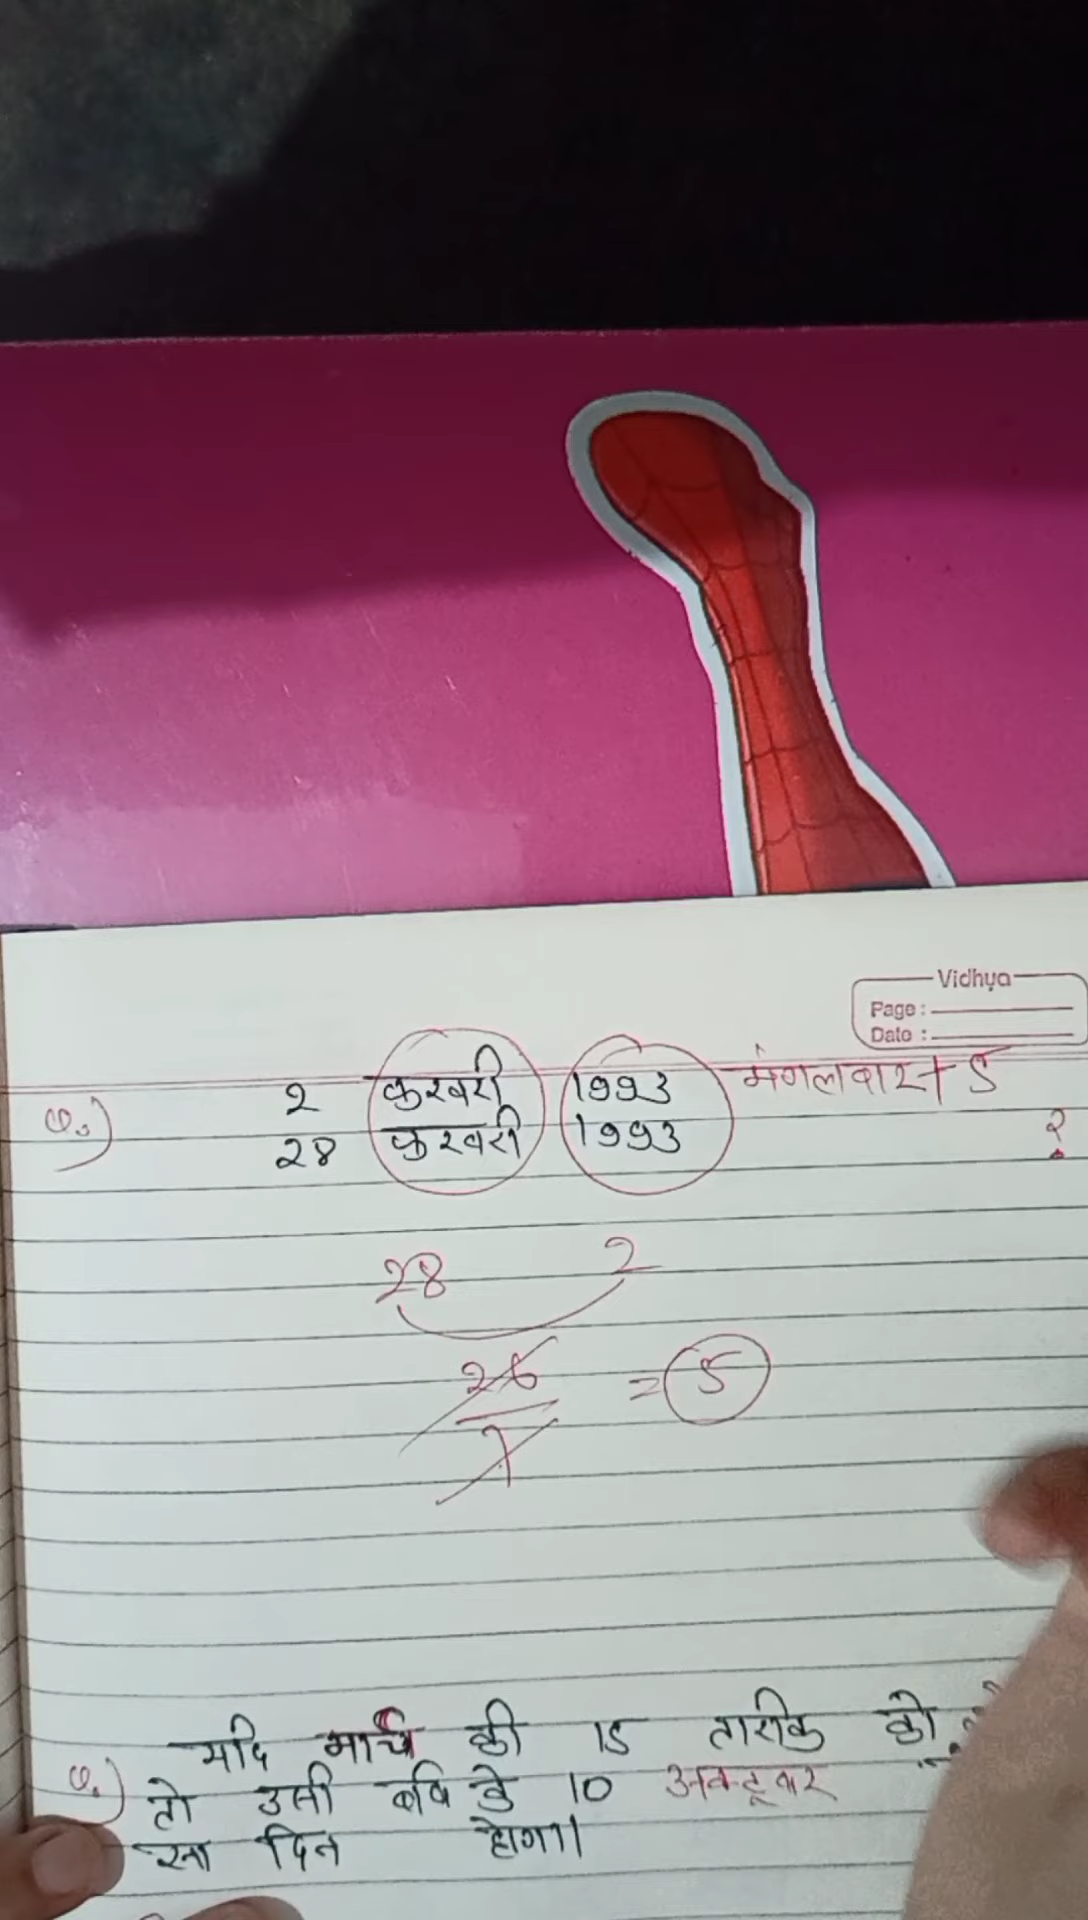 Vidhya
Page :
Date :
Q.) 2 फरवरी 1993 मंगलवार + 5
28 फरवरी 1993 ?
28 2
26
7
= 5
Q.) यदि मार्च की 15 तारीक को
तो उसी वर्ष के 10 अक्टूबर
सा दिन होगा।